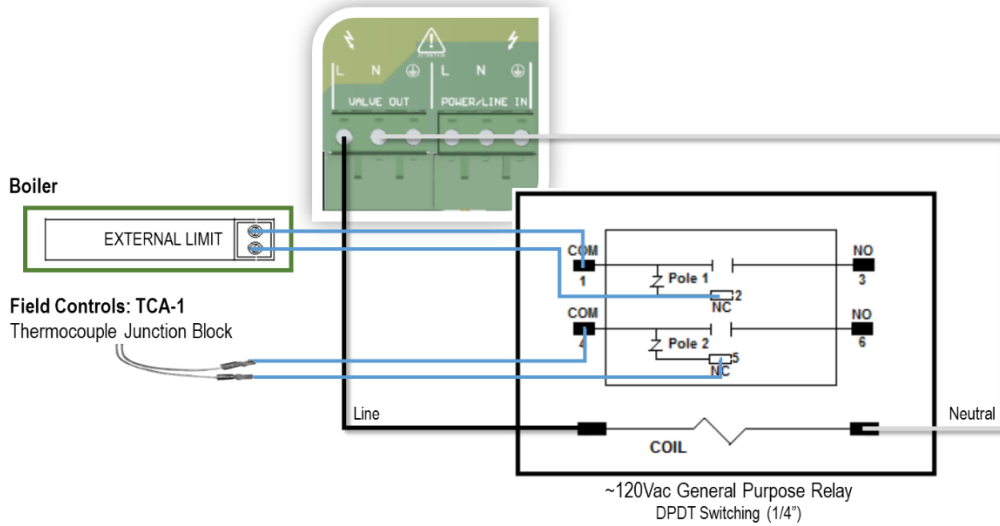 L N L N
VALVE OUT POWER/LINE IN
Boiler
EXTERNAL LIMIT
Field Controls: TCA-1
Thermocouple Junction Block
COM
1
Pole 1
2
NC
NO
3
COM
4
Pole 2
5
NC
NO
6
Line
Neutral
COIL
~120Vac General Purpose Relay
DPDT Switching (1/4")